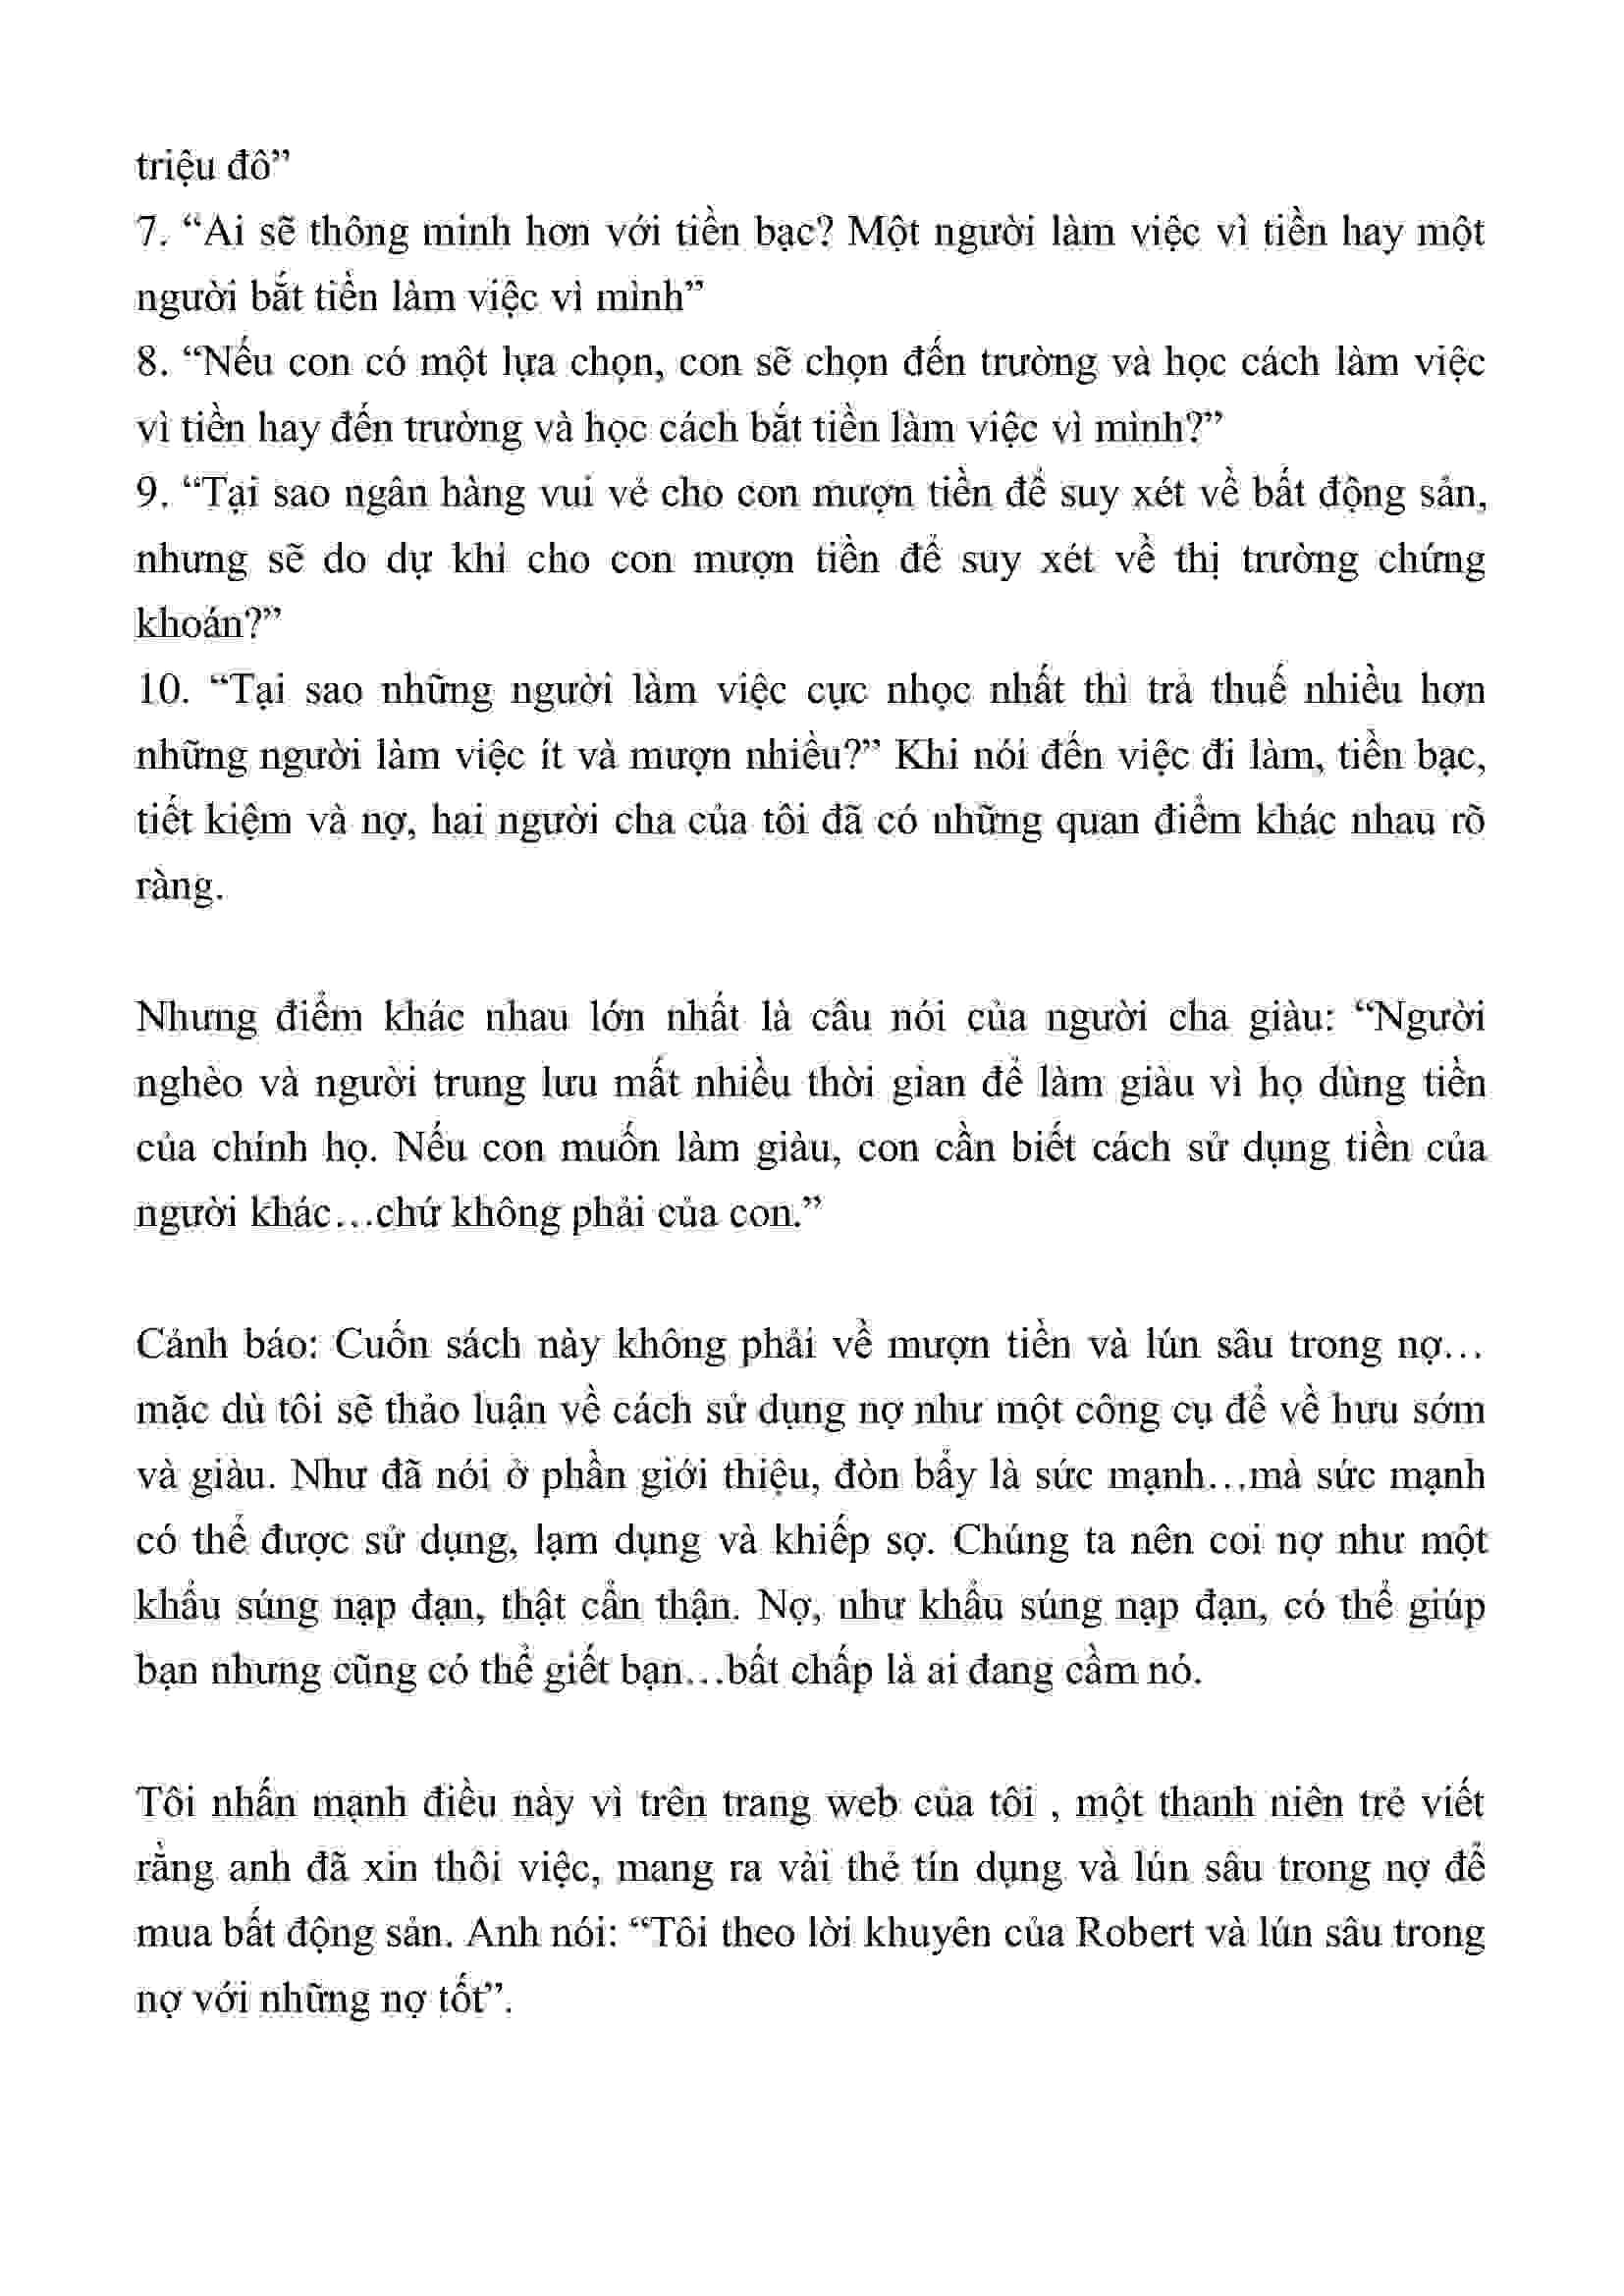 triệu đô”
7. “Ai sẽ thông minh hơn với tiền bạc? Một người làm việc vì tiền hay một
người bắt tiền làm việc vì mình”
8. “Nếu con có một lựa chọn, con sẽ chọn đến trường và học cách làm việc
vì tiền hay đến trường và học cách bắt tiền làm việc vì mình?”
9. “Tại sao ngân hàng vui vẻ cho con mượn tiền để suy xét về bất động sản,
nhưng sẽ do dự khi cho con mượn tiền để suy xét về thị trường chứng
khoán?”
10. “Tại sao những người làm việc cực nhọc nhất thì trả thuế nhiều hơn
những người làm việc ít và mượn nhiều?” Khi nói đến việc đi làm, tiền bạc,
tiết kiệm và nợ, hai người cha của tôi đã có những quan điểm khác nhau rõ
ràng.
Nhưng điểm khác nhau lớn nhất là câu nói của người cha giàu: “Người
nghèo và người trung lưu mất nhiều thời gian để làm giàu vì họ dùng tiền
của chính họ. Nếu con muốn làm giàu, con cần biết cách sử dụng tiền của
người khác…chứ không phải của con.”
Cảnh báo: Cuốn sách này không phải về mượn tiền và lún sâu trong nợ…
mặc dù tôi sẽ thảo luận về cách sử dụng nợ như một công cụ để về hưu sớm
và giàu. Như đã nói ở phần giới thiệu, đòn bẩy là sức mạnh…mà sức mạnh
có thể được sử dụng, lạm dụng và khiếp sợ. Chúng ta nên coi nợ như một
khẩu súng nạp đạn, thật cẩn thận. Nợ, như khẩu súng nạp đạn, có thể giúp
bạn nhưng cũng có thể giết bạn…bất chấp là ai đang cầm nó.
Tôi nhấn mạnh điều này vì trên trang web của tôi , một thanh niên trẻ viết
rằng anh đã xin thôi việc, mang ra vài thẻ tín dụng và lún sâu trong nợ để
mua bất động sản. Anh nói: “Tôi theo lời khuyên của Robert và lún sâu trong
nợ với những nợ tốt”.